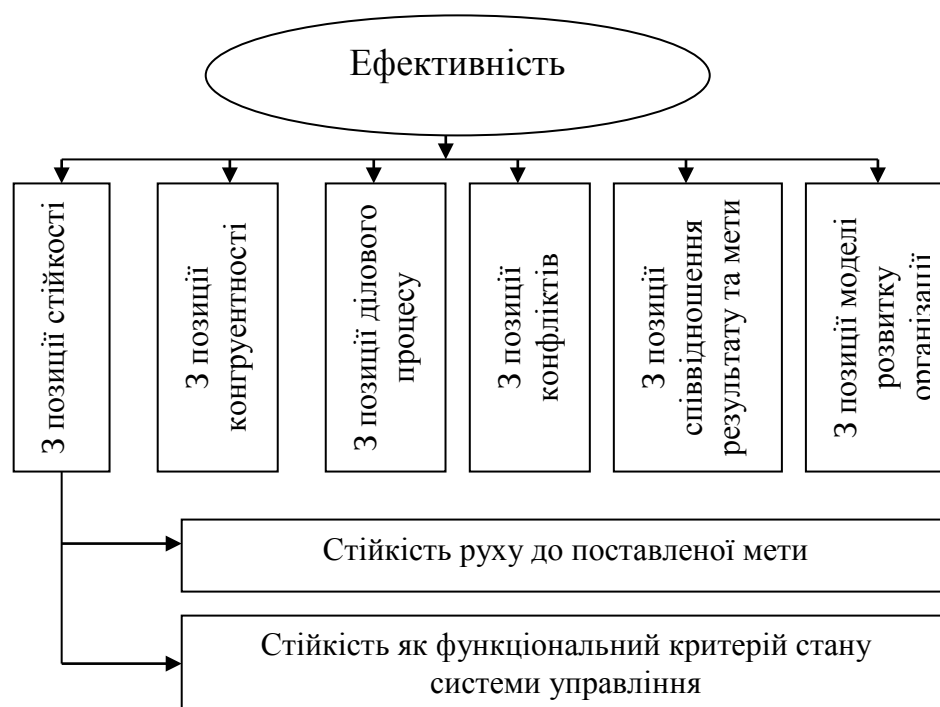 Ефективність
З позиції стійкості
З позиції
конгруентності
З позиції ділового
процесу
З позиції
конфліктів
З позиції
співвідношення
результату та мети
З позиції моделі
розвитку
організації
Стійкість руху до поставленої мети
Стійкість як функціональний критерій стану
системи управління